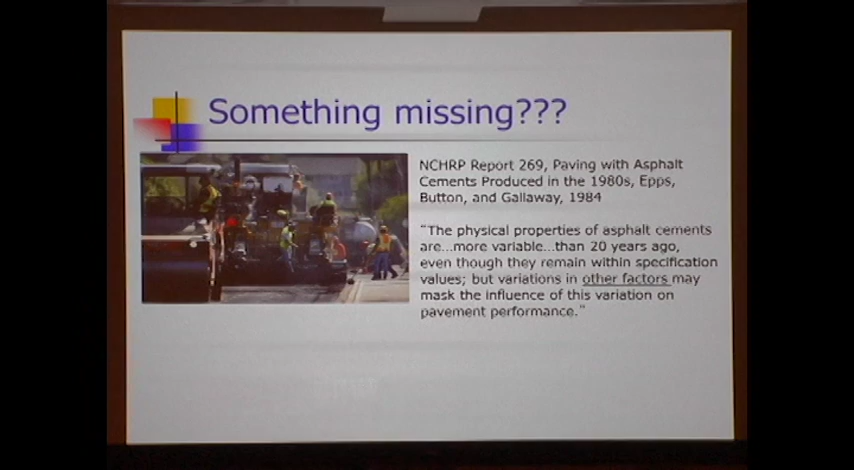 Something missing???
NCHRP Report 269, Paving with Asphalt
Cements Produced in the 1980s, Epps,
Button, and Gallaway, 1984
"The physical properties of asphalt cements
are...more variable...than 20 years ago,
even though they remain within specification
values; but variations in other factors may
mask the influence of this variation on
pavement performance."